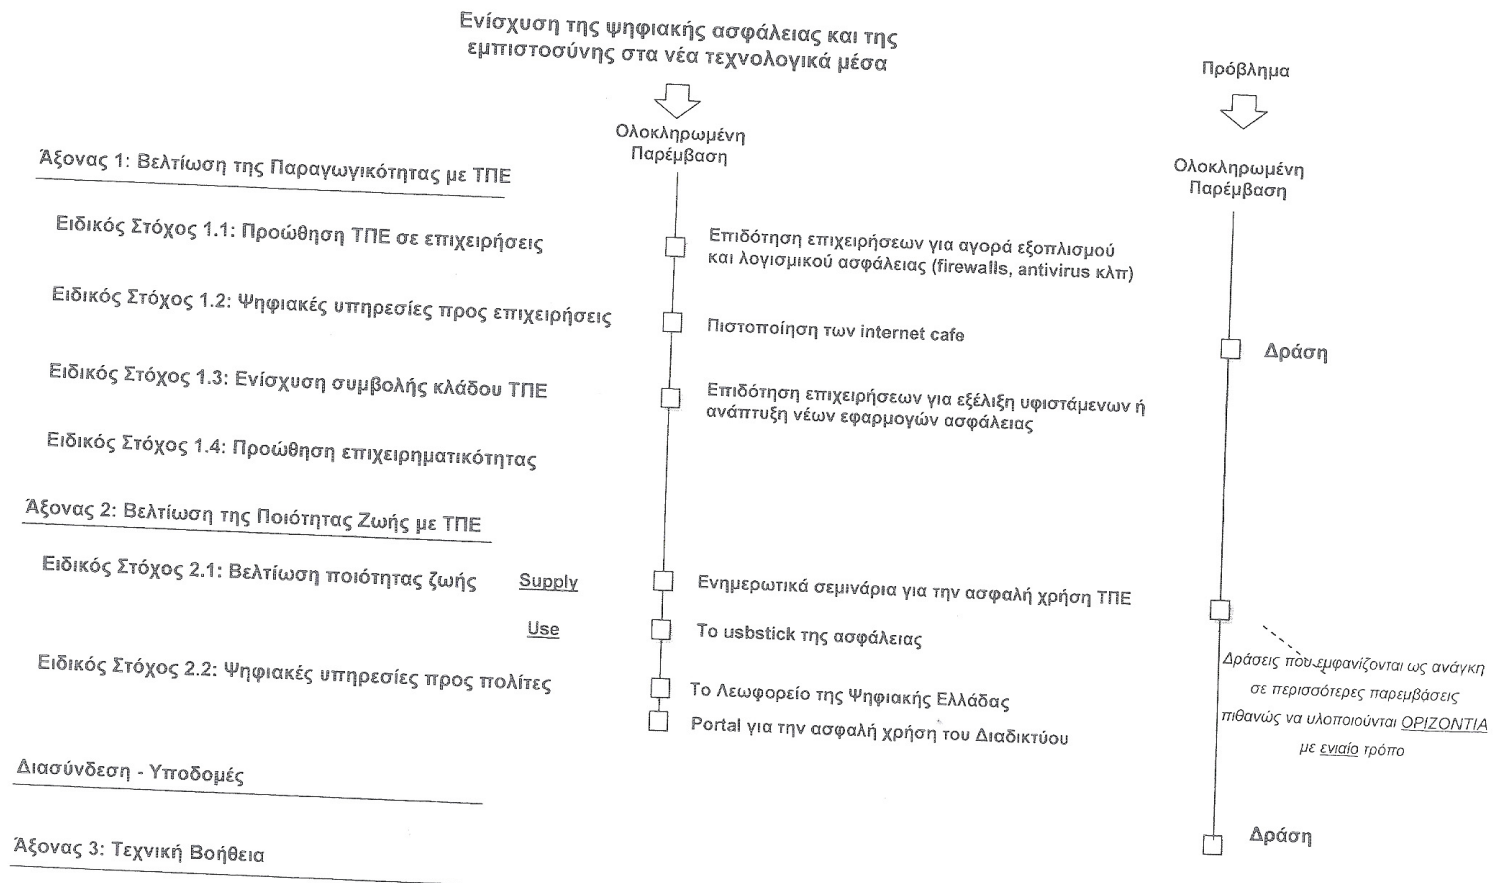 Ενίσχυση της ψηφιακής ασφάλειας και της
εμπιστοσύνης στα νέα τεχνολογικά μέσα
Ολοκληρωμένη
Παρέμβαση
Άξονας 1: Βελτίωση της Παραγωγικότητας με ΤΠΕ
Ειδικός Στόχος 1.1: Προώθηση ΤΠΕ σε επιχειρήσεις
Επιδότηση επιχειρήσεων για αγορά εξοπλισμού
και λογισμικού ασφάλειας (firewalls, antivirus κλπ)
Ειδικός Στόχος 1.2: Ψηφιακές υπηρεσίες προς επιχειρήσεις
Πιστοποίηση των internet cafe
Ειδικός Στόχος 1.3: Ενίσχυση συμβολής κλάδου ΤΠΕ
Επιδότηση επιχειρήσεων για εξέλιξη υφιστάμενων ή
ανάπτυξη νέων εφαρμογών ασφάλειας
Ειδικός Στόχος 1.4: Προώθηση επιχειρηματικότητας
Άξονας 2: Βελτίωση της Ποιότητας Ζωής με ΤΠΕ
Ειδικός Στόχος 2.1: Βελτίωση ποιότητας ζωής
Supply
Ενημερωτικά σεμινάρια για την ασφαλή χρήση ΤΠΕ
Use
Το usbstick της ασφάλειας
Ειδικός Στόχος 2.2: Ψηφιακές υπηρεσίες προς πολίτες
Το Λεωφορείο της Ψηφιακής Ελλάδας
Portal για την ασφαλή χρήση του Διαδικτύου
Διασύνδεση - Υποδομές
Άξονας 3: Τεχνική Βοήθεια
Πρόβλημα
Ολοκληρωμένη
Παρέμβαση
Δράση
Δράσεις που εμφανίζονται ως ανάγκη
σε περισσότερες παρεμβάσεις
πιθανώς να υλοποιούνται ΟΡΙΖΟΝΤΙΑ
με ενιαίο τρόπο
Δράση